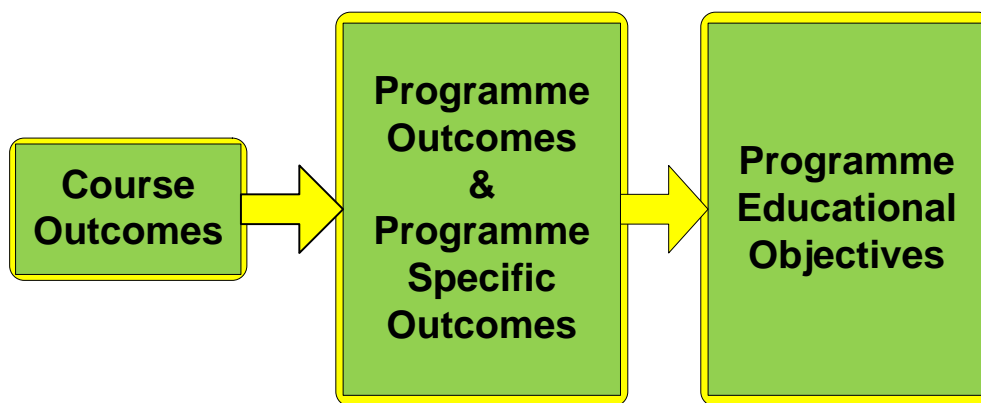 Course
Outcomes
Programme
Outcomes
&
Programme
Specific
Outcomes
Programme
Educational
Objectives